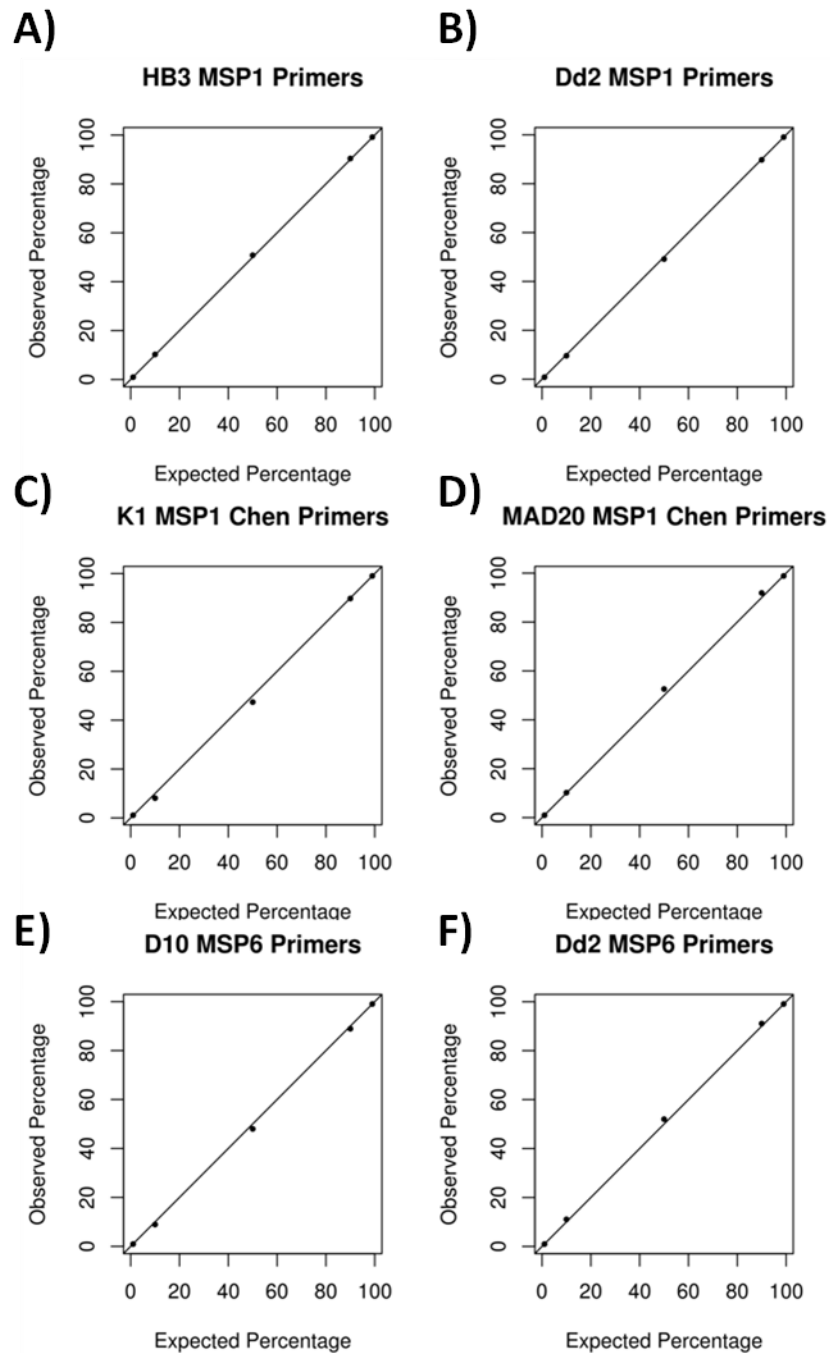 A)
HB3 MSP1 Primers
Observed Percentage
100
80
60
40
20
0
0 20 40 60 80 100
Expected Percentage
B)
Dd2 MSP1 Primers
Observed Percentage
100
80
60
40
20
0
0 20 40 60 80 100
Expected Percentage
C)
K1 MSP1 Chen Primers
Observed Percentage
100
80
60
40
20
0
0 20 40 60 80 100
Expected Percentage
D)
MAD20 MSP1 Chen Primers
Observed Percentage
100
80
60
40
20
0
0 20 40 60 80 100
Expected Percentage
E)
D10 MSP6 Primers
Observed Percentage
100
80
60
40
20
0
0 20 40 60 80 100
Expected Percentage
F)
Dd2 MSP6 Primers
Observed Percentage
100
80
60
40
20
0
0 20 40 60 80 100
Expected Percentage